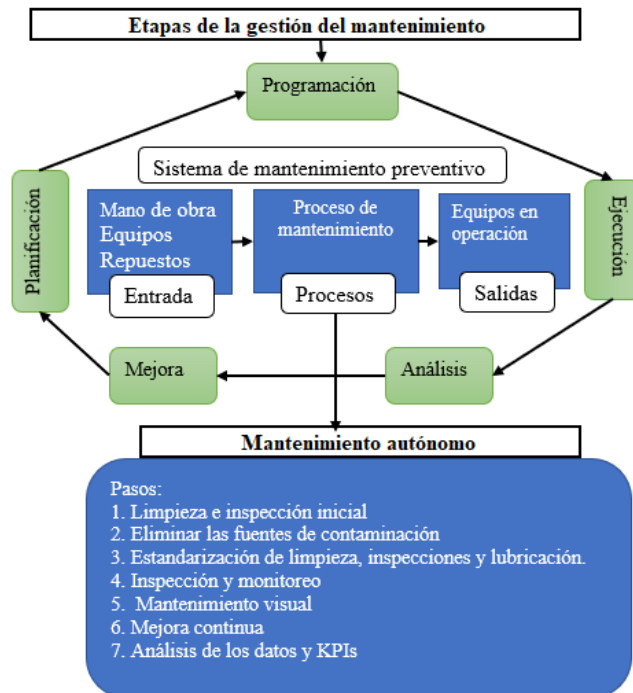 Etapas de la gestión del mantenimiento
Programación
Sistema de mantenimiento preventivo
Planificación
Mano de obra
Equipos
Repuestos
Entrada
Proceso de
mantenimiento
Procesos
Equipos en
operación
Salidas
Ejecución
Mejora
Análisis
Mantenimiento autónomo
Pasos:
1. Limpieza e inspección inicial
2. Eliminar las fuentes de contaminación
3. Estandarización de limpieza, inspecciones y lubricación.
4. Inspección y monitoreo
5. Mantenimiento visual
6. Mejora continua
7. Análisis de los datos y KPIs